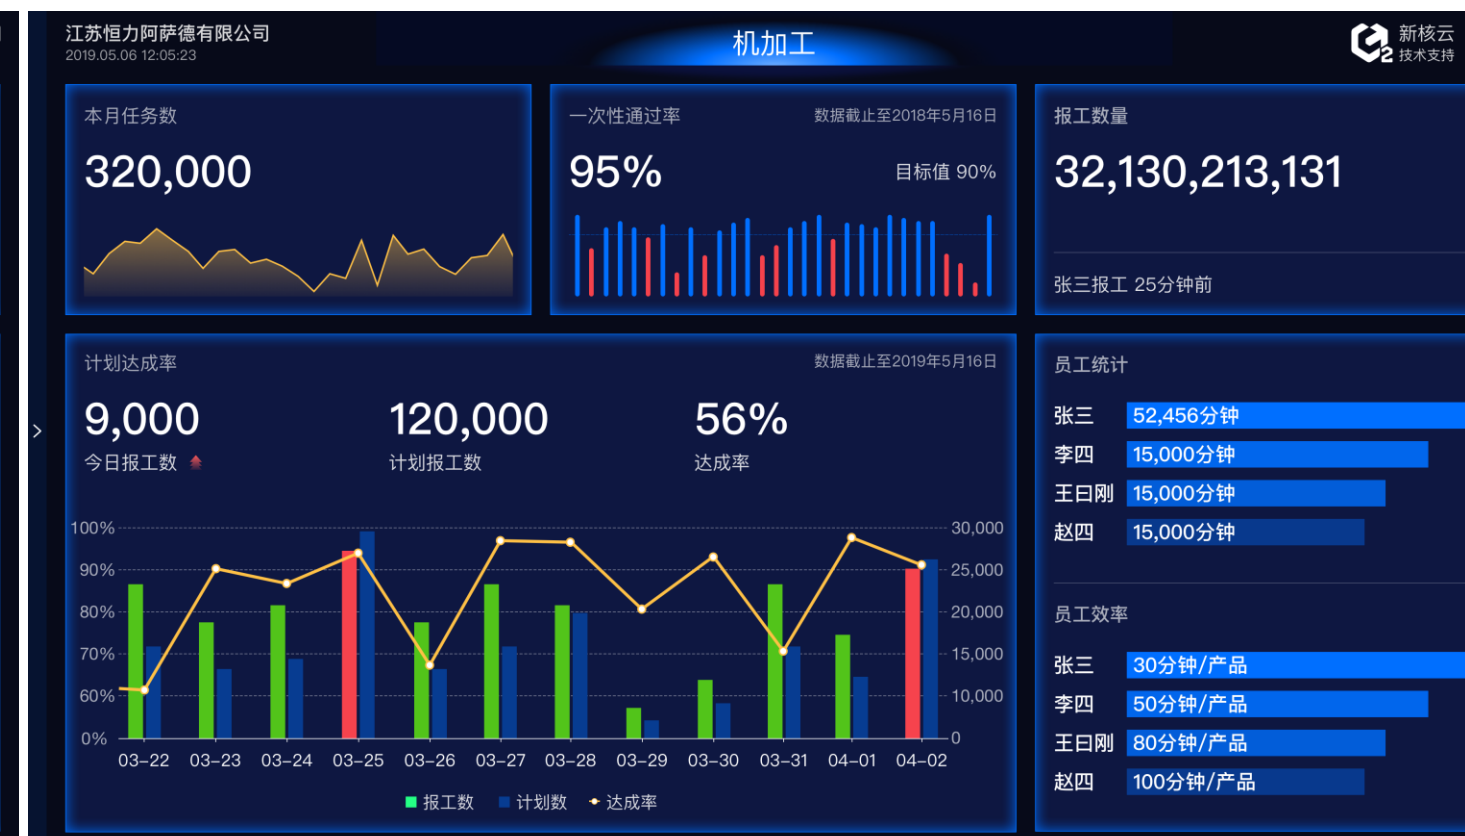 江苏恒力阿萨德有限公司
2019.05.06 12:05:23
机加工
新核云
技术支持
本月任务数
320,000
一次性通过率
数据截止至2018年5月16日
95%
目标值 90%
报工数量
32,130,213,131
张三报工 25分钟前
计划达成率
数据截止至2019年5月16日
9,000
120,000
56%
今日报工数
计划报工数
达成率
100%
90%
80%
70%
60%
0%
30,000
25,000
20,000
15,000
10,000
0
03-22 03-23 03-24 03-25 03-26 03-27 03-28 03-29 03-30 03-31 04-01 04-02
报工数 计划数 达成率
员工统计
张三 52,456分钟
李四 15,000分钟
王曰刚 15,000分钟
赵四 15,000分钟
员工效率
张三 30分钟/产品
李四 50分钟/产品
王曰刚 80分钟/产品
赵四 100分钟/产品